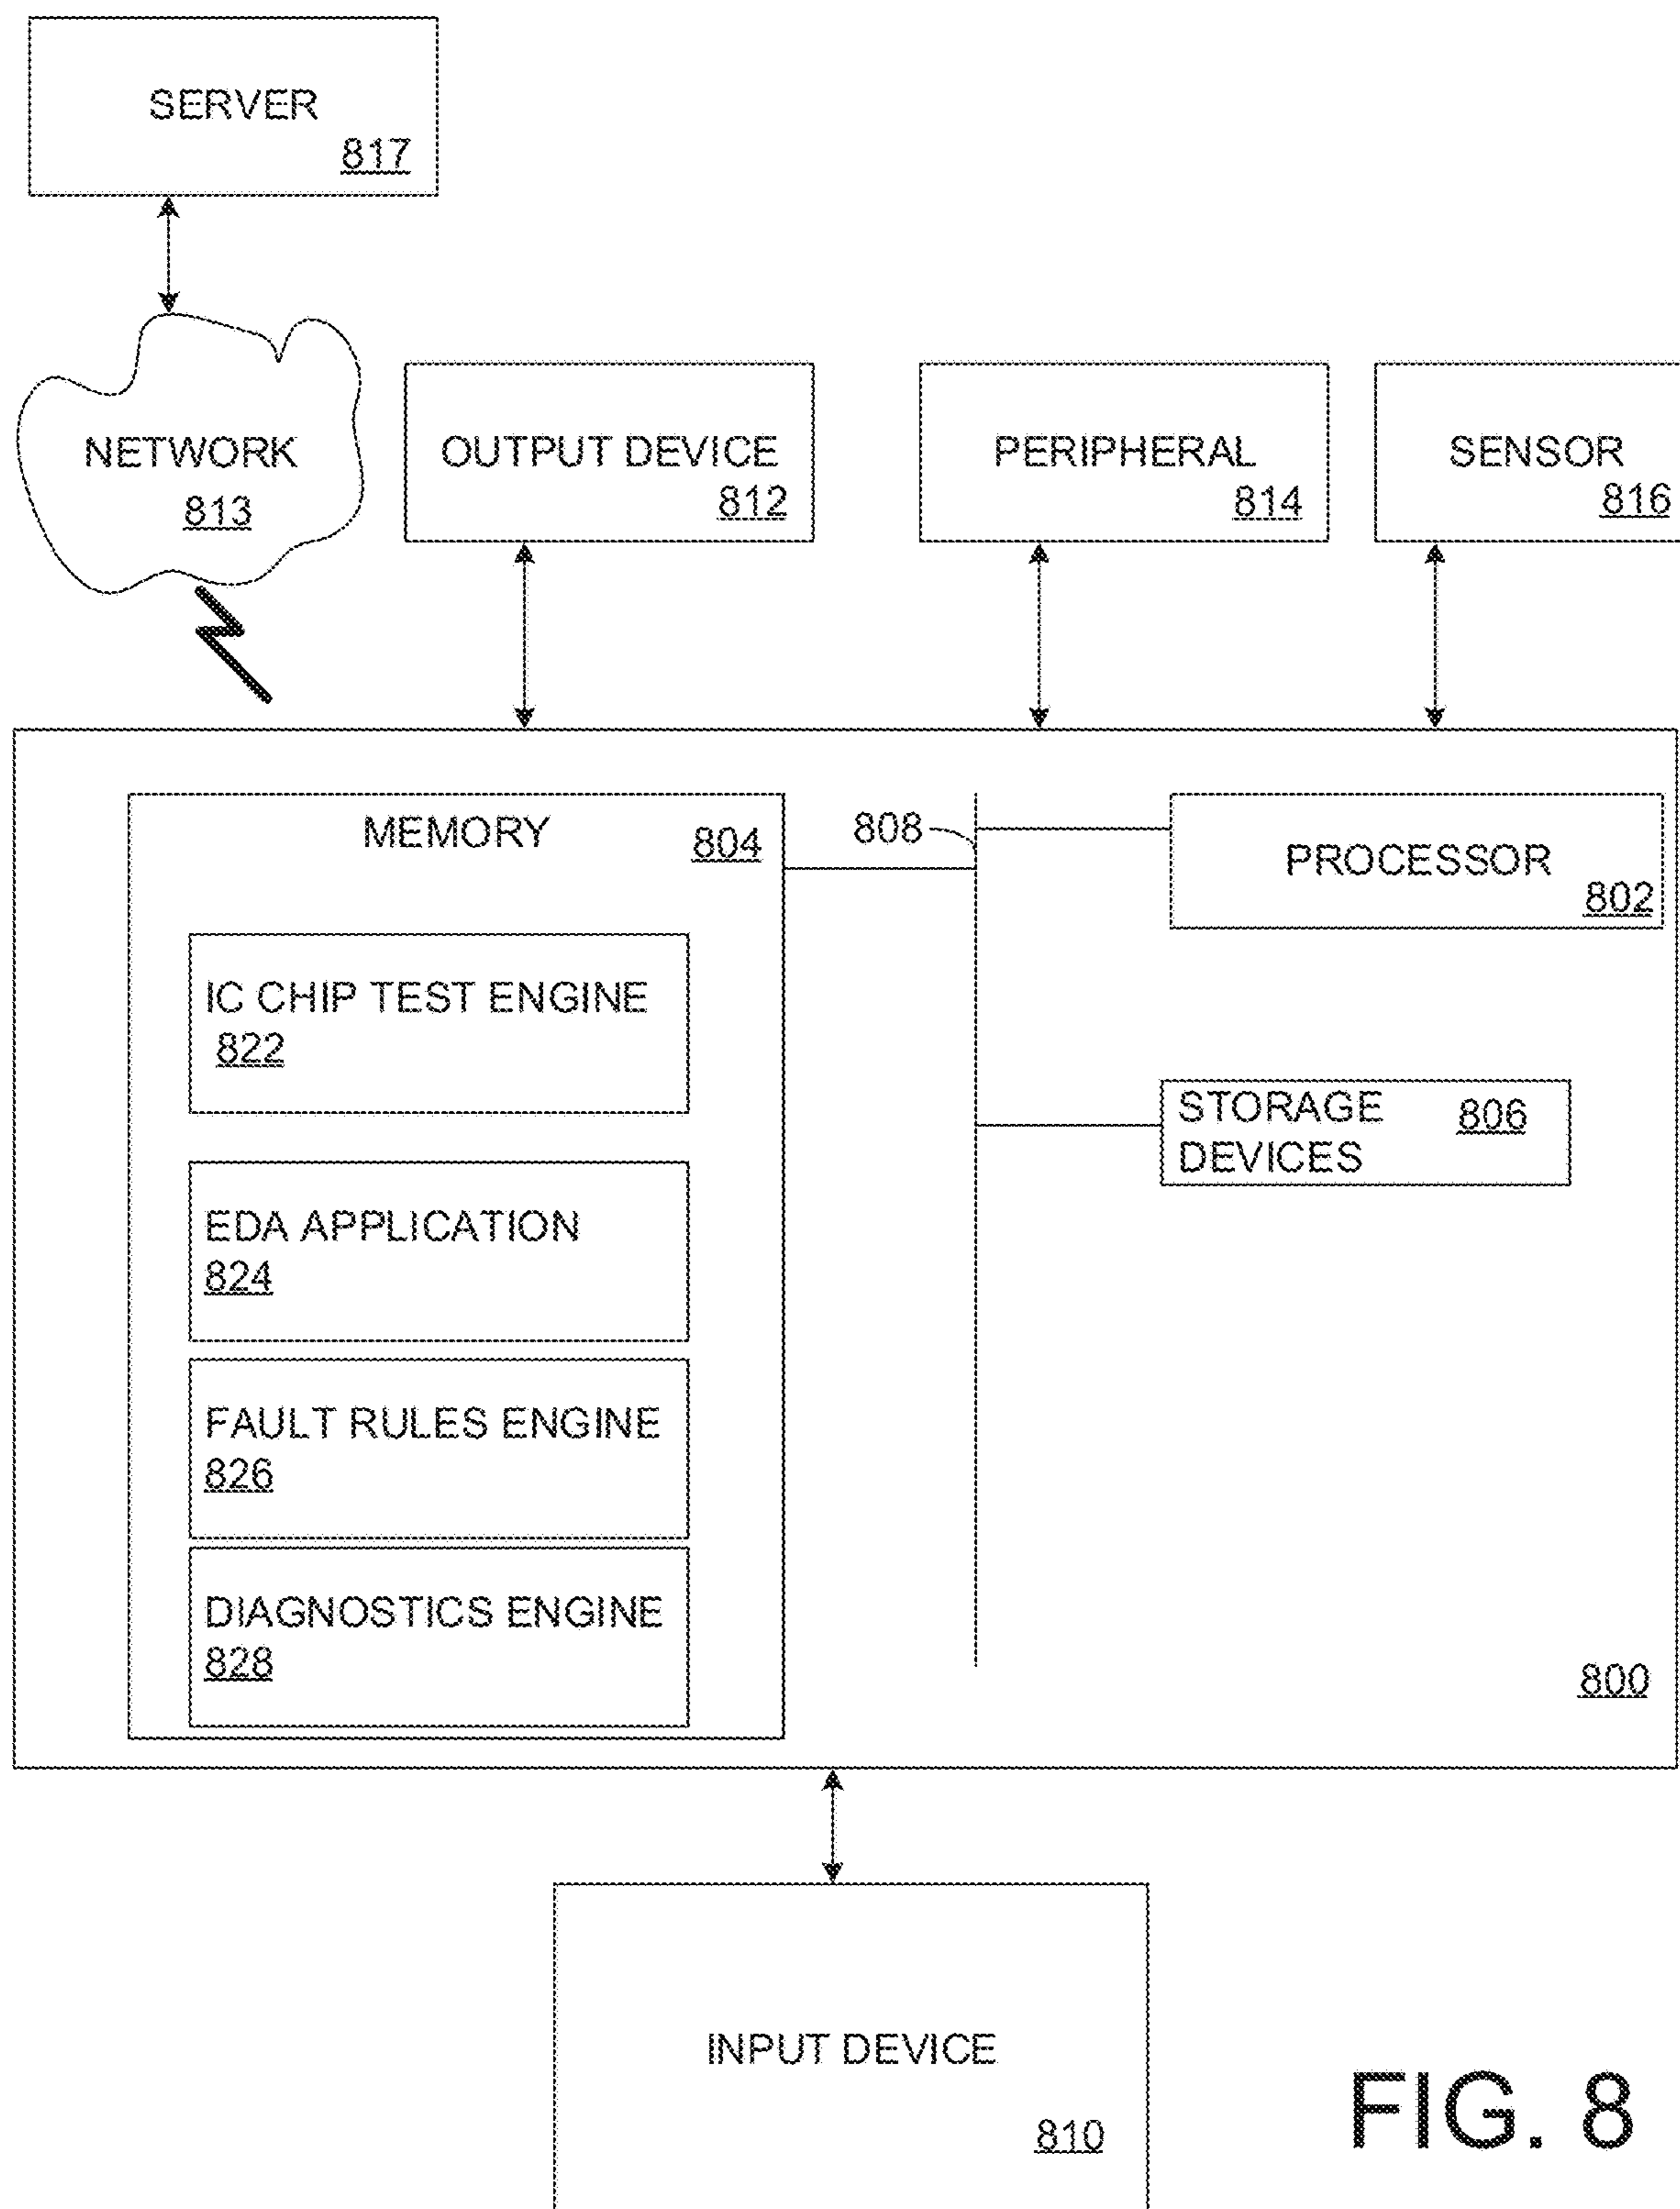 SERVER
817
NETWORK
813
OUTPUT DEVICE
812
PERIPHERAL
814
SENSOR
816
MEMORY
804
808
PROCESSOR
802
IC CHIP TEST ENGINE
822
STORAGE
DEVICES
806
EDA APPLICATION
824
FAULT RULES ENGINE
826
DIAGNOSTICS ENGINE
828
800
INPUT DEVICE
810
FIG. 8